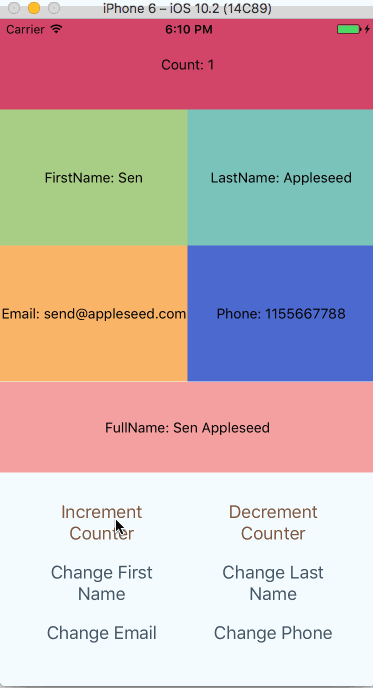 iPhone 6 – iOS 10.2 (14C89)
Carrier 6:10 PM
Count: 1
FirstName: Sen LastName: Appleseed
Email: send@appleseed.com Phone: 1155667788
FullName: Sen Appleseed
Increment Decrement
Counter Counter
Change First Change Last
Name Name
Change Email Change Phone